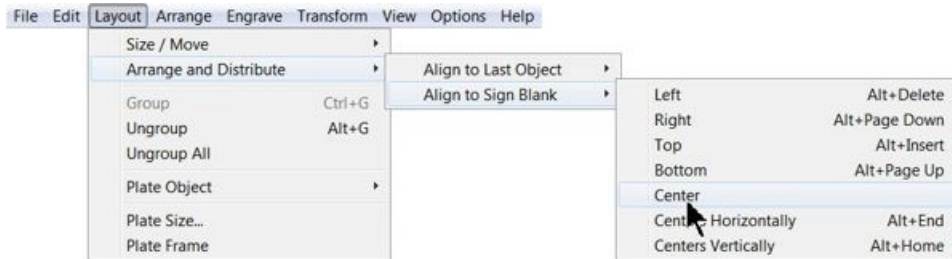 File Edit Layout Arrange Engrave Transform View Options Help
Size / Move
Arrange and Distribute
Group Ctrl+G
Ungroup Alt+G
Ungroup All
Plate Object
Plate Size...
Plate Frame
Align to Last Object
Align to Sign Blank
Left Alt+Delete
Right Alt+Page Down
Top Alt+Insert
Bottom Alt+Page Up
Center
Horizontally Alt+End
Centers Vertically Alt+Home